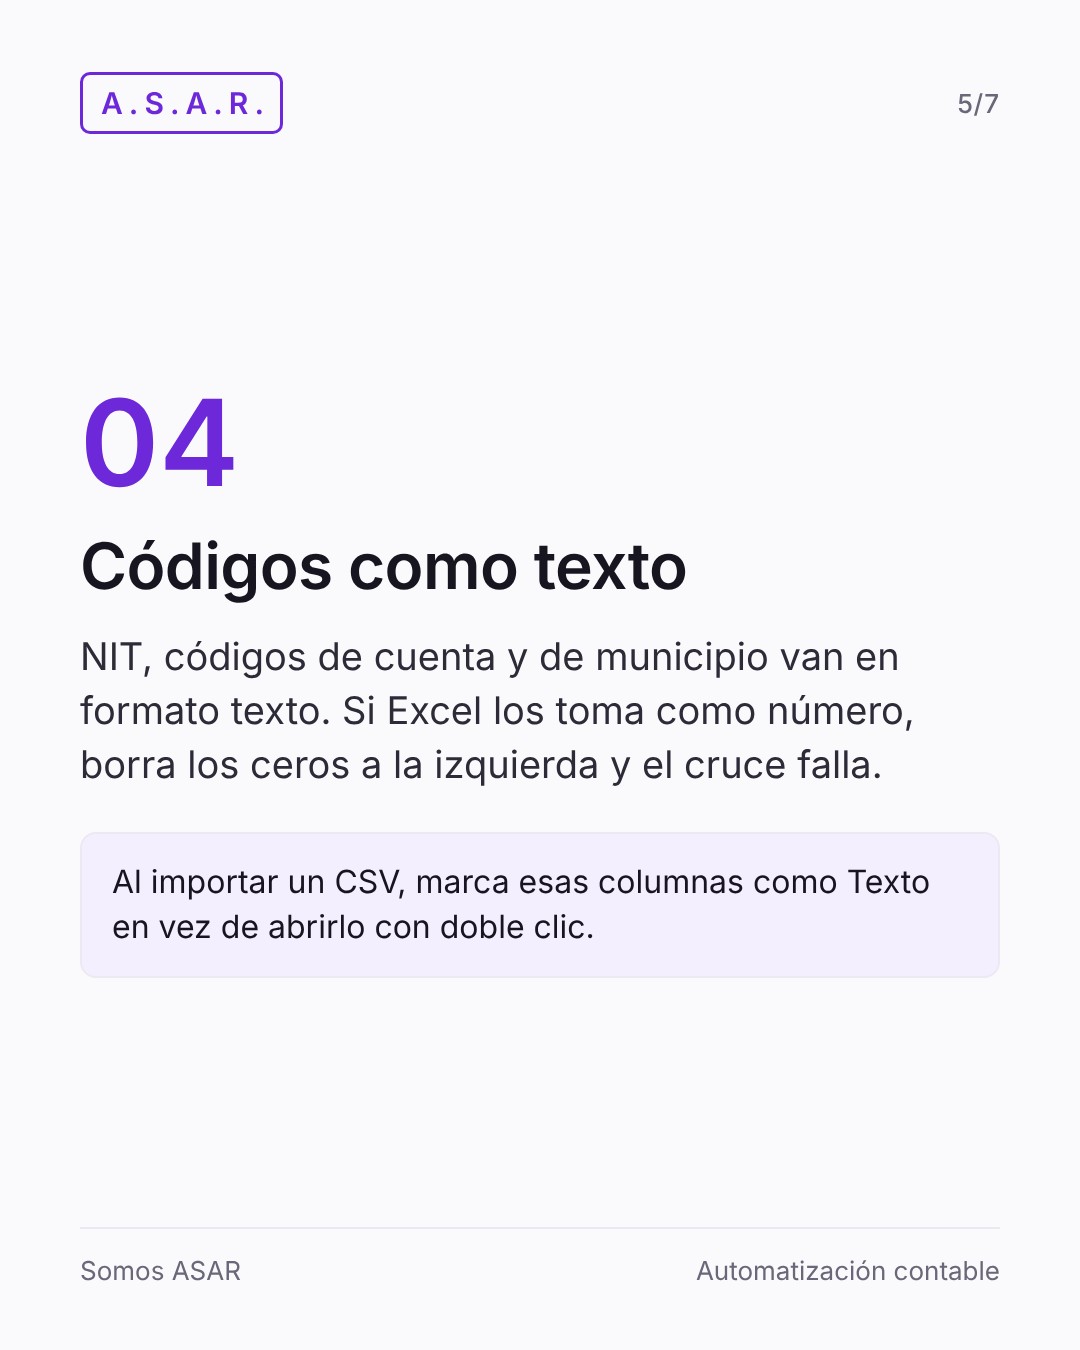 A.S.A.R.
5/7
04
Códigos como texto
NIT, códigos de cuenta y de municipio van en
formato texto. Si Excel los toma como número,
borra los ceros a la izquierda y el cruce falla.
Al importar un CSV, marca esas columnas como Texto
en vez de abrirlo con doble clic.
Somos ASAR
Automatización contable